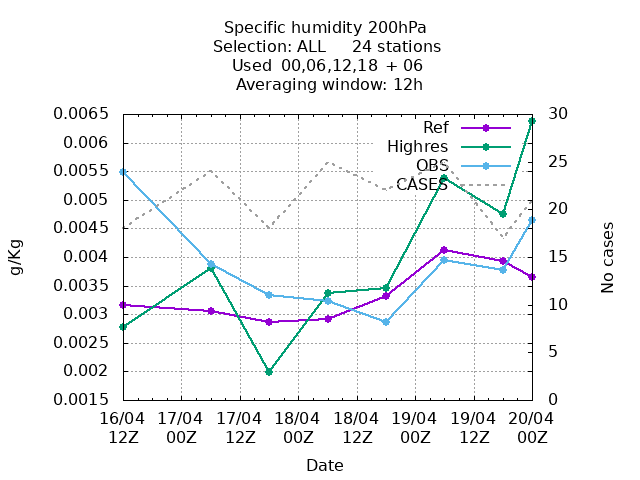 Specific humidity 200hPa
Selection: ALL 24 stations
Used 00,06,12,18 + 06
Averaging window: 12h
g/Kg
0.0065
0.006
0.0055
0.005
0.0045
0.004
0.0035
0.003
0.0025
0.002
0.0015
Ref
Highres
OBS
CASES
30
25
20
15
10
5
0
No cases
16/04 17/04 17/04 18/04 18/04 19/04 19/04 20/04
12Z 00Z 12Z 00Z 12Z 00Z 12Z 00Z
Date